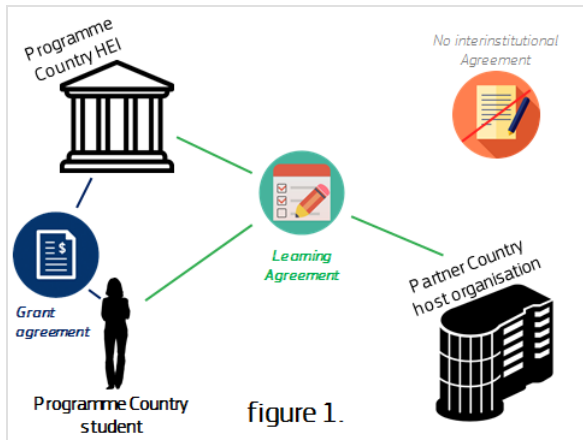 Programme
Country HEI
No interinstitutional
Agreement
$
Learning
Agreement
Partner Country
host organisation
Grant
agreement
Programme Country
student
figure 1.